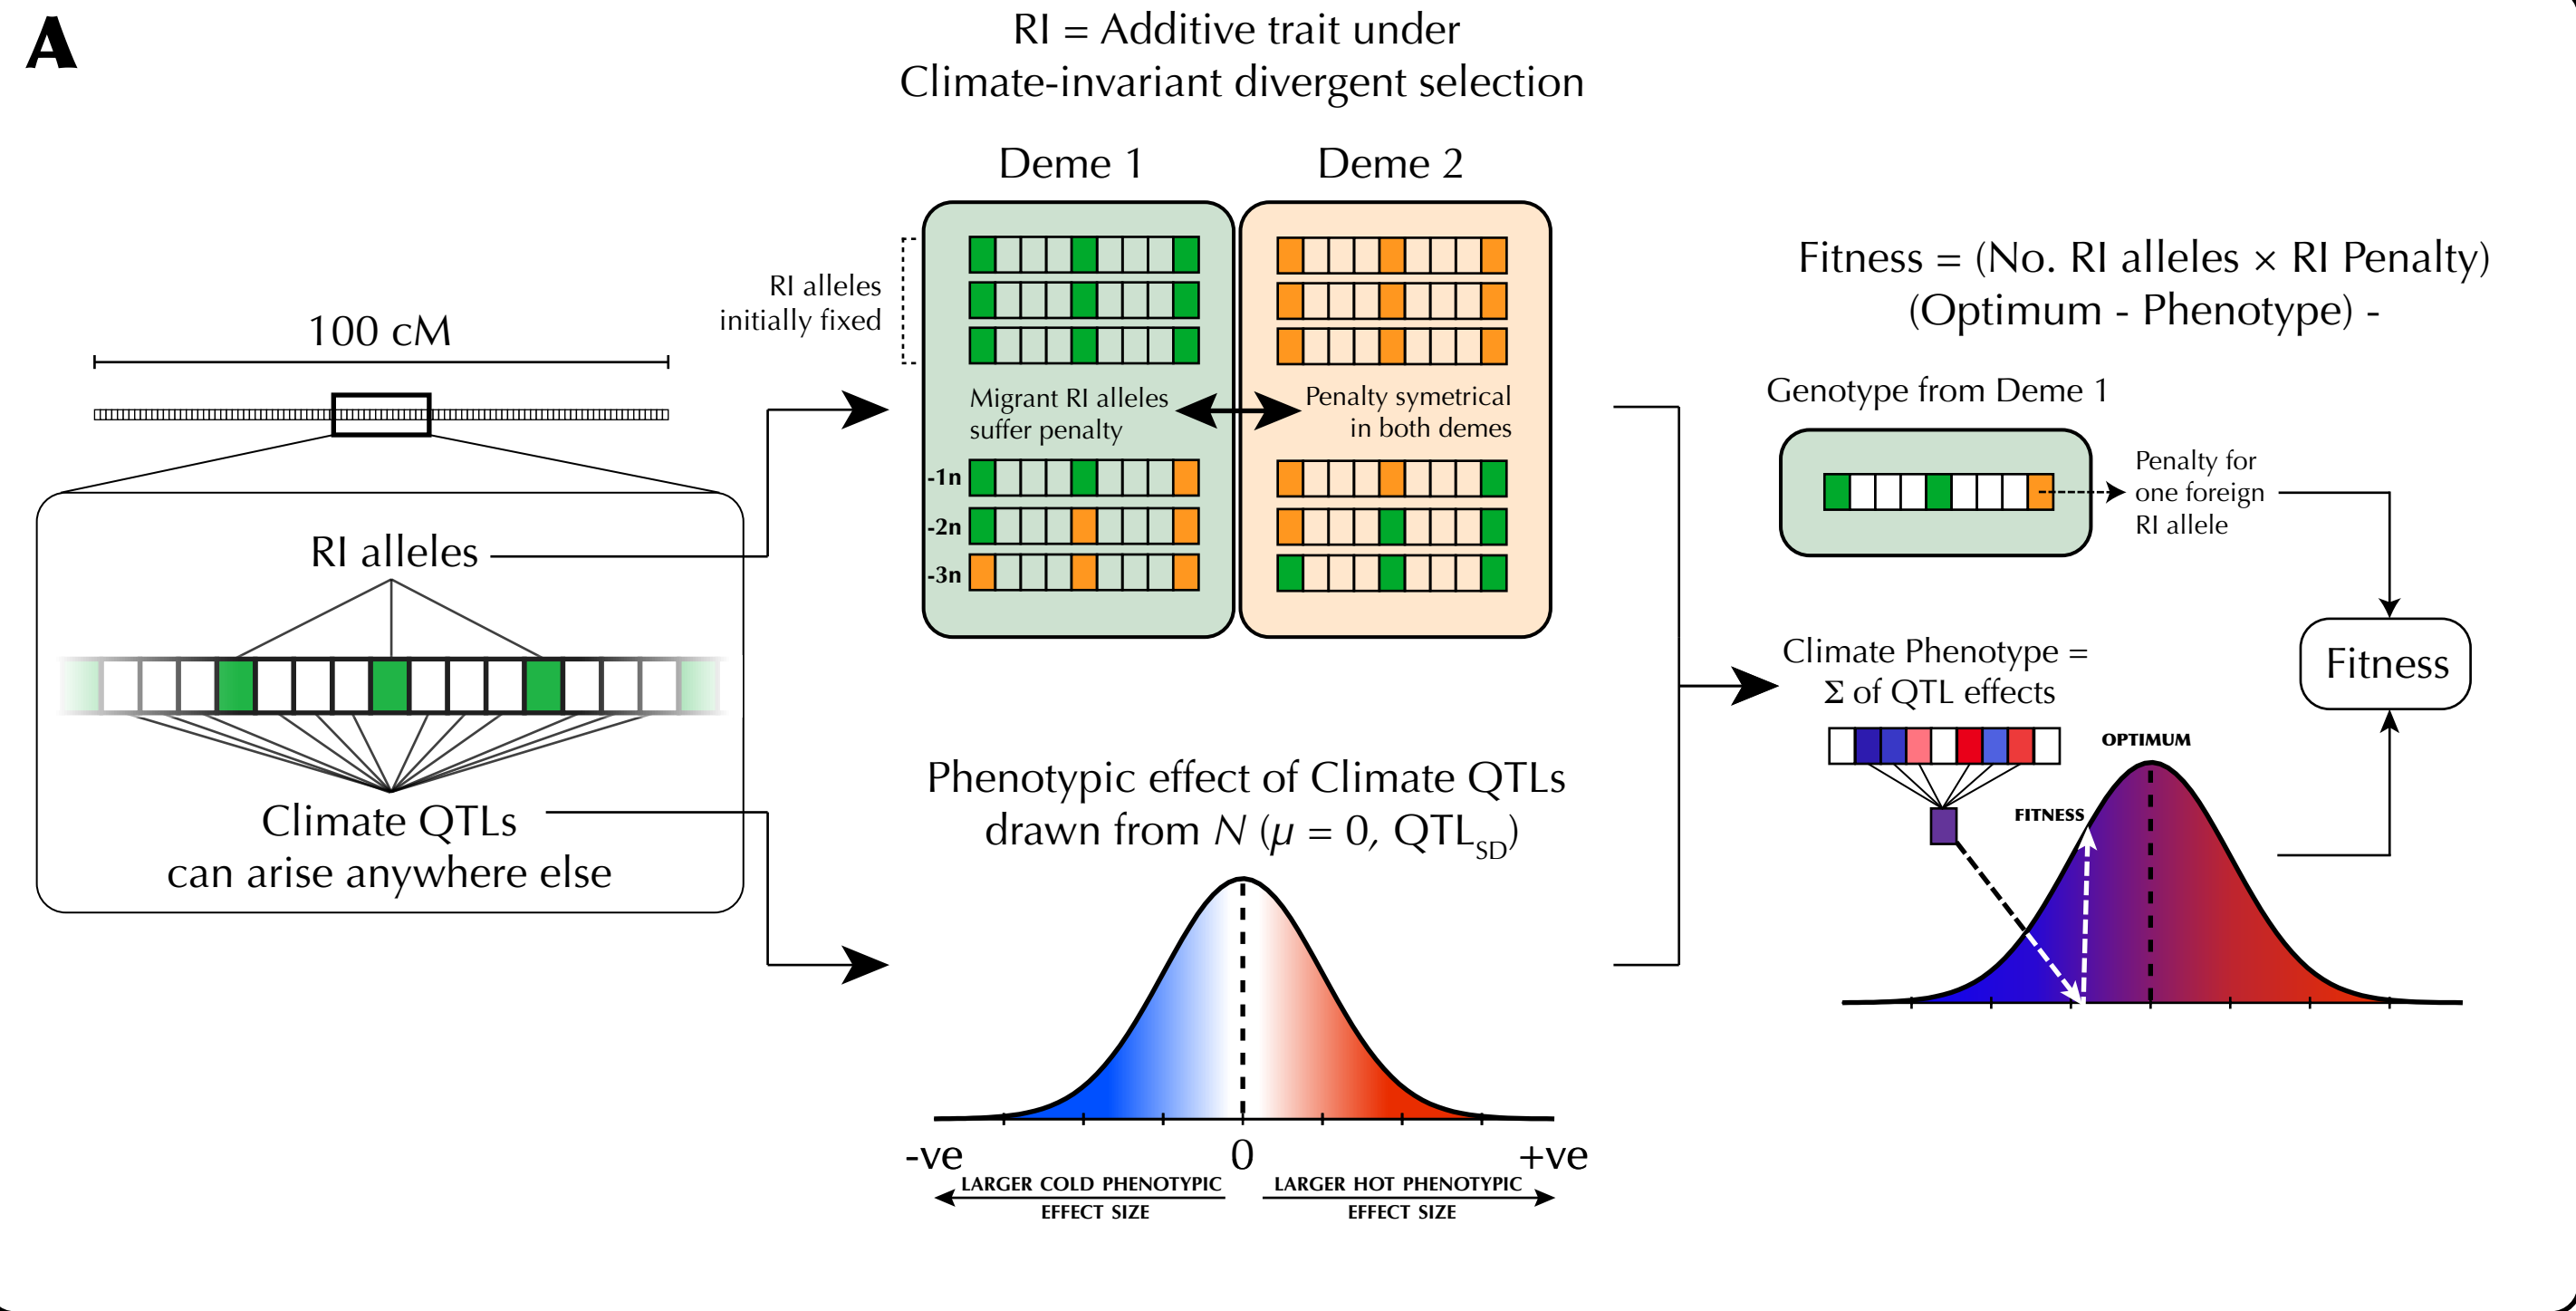 A
RI = Additive trait under
Climate-invariant divergent selection
Deme 1
Deme 2
100 cM
RI alleles
Climate QTLs
can arise anywhere else
RI alleles
initially fixed
Migrant RI alleles
suffer penalty
Penalty symetrical
in both demes
-1n
-2n
-3n
Phenotypic effect of Climate QTLs
drawn from N (μ = 0, QTLSD)
-ve
0
+ve
LARGER COLD PHENOTYPIC
EFFECT SIZE
LARGER HOT PHENOTYPIC
EFFECT SIZE
Fitness = (No. RI alleles × RI Penalty)
(Optimum - Phenotype) -
Genotype from Deme 1
Penalty for
one foreign
RI allele
Climate Phenotype =
Σ of QTL effects
OPTIMUM
FITNESS
Fitness